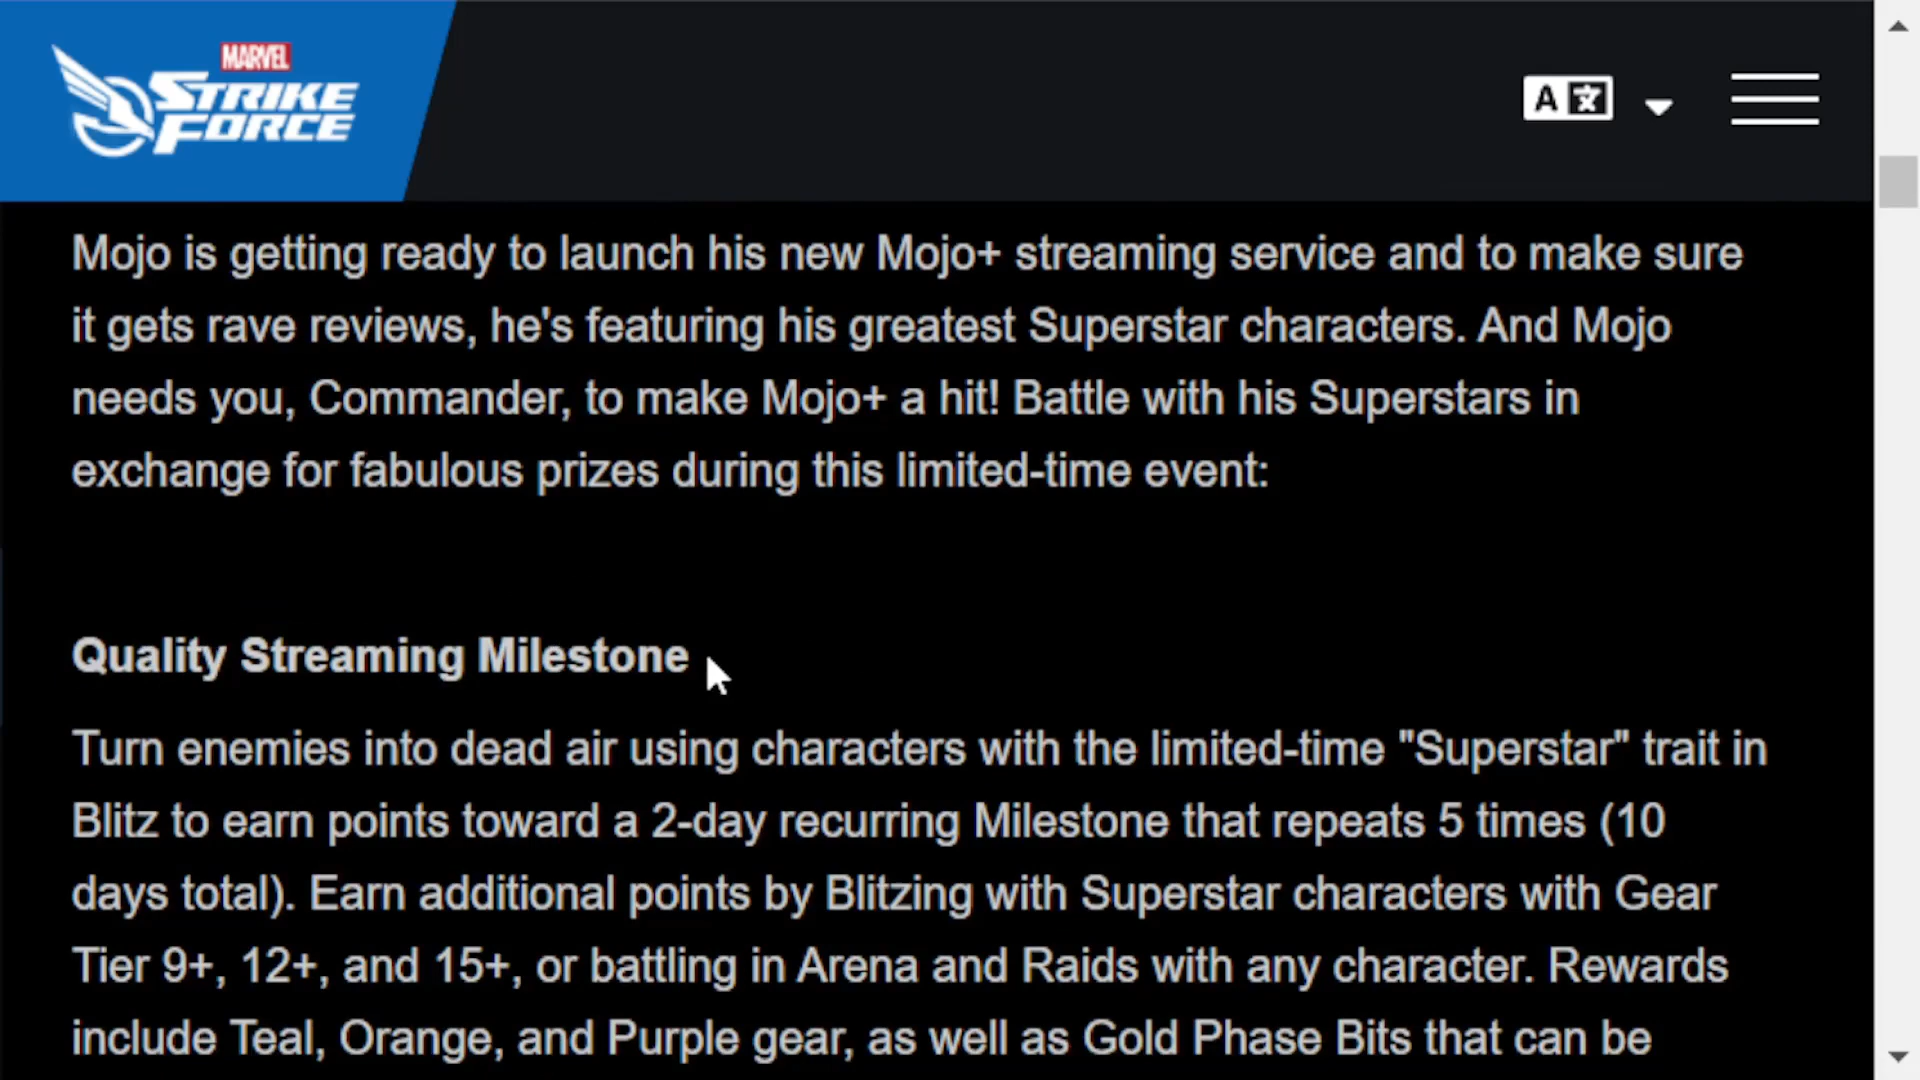 MARVEL
STRIKE
FORCE
A 文
Mojo is getting ready to launch his new Mojo+ streaming service and to make sure
it gets rave reviews, he's featuring his greatest Superstar characters. And Mojo
needs you, Commander, to make Mojo+ a hit! Battle with his Superstars in
exchange for fabulous prizes during this limited-time event:
Quality Streaming Milestone
Turn enemies into dead air using characters with the limited-time "Superstar" trait in
Blitz to earn points toward a 2-day recurring Milestone that repeats 5 times (10
days total). Earn additional points by Blitzing with Superstar characters with Gear
Tier 9+, 12+, and 15+, or battling in Arena and Raids with any character. Rewards
include Teal, Orange, and Purple gear, as well as Gold Phase Bits that can be